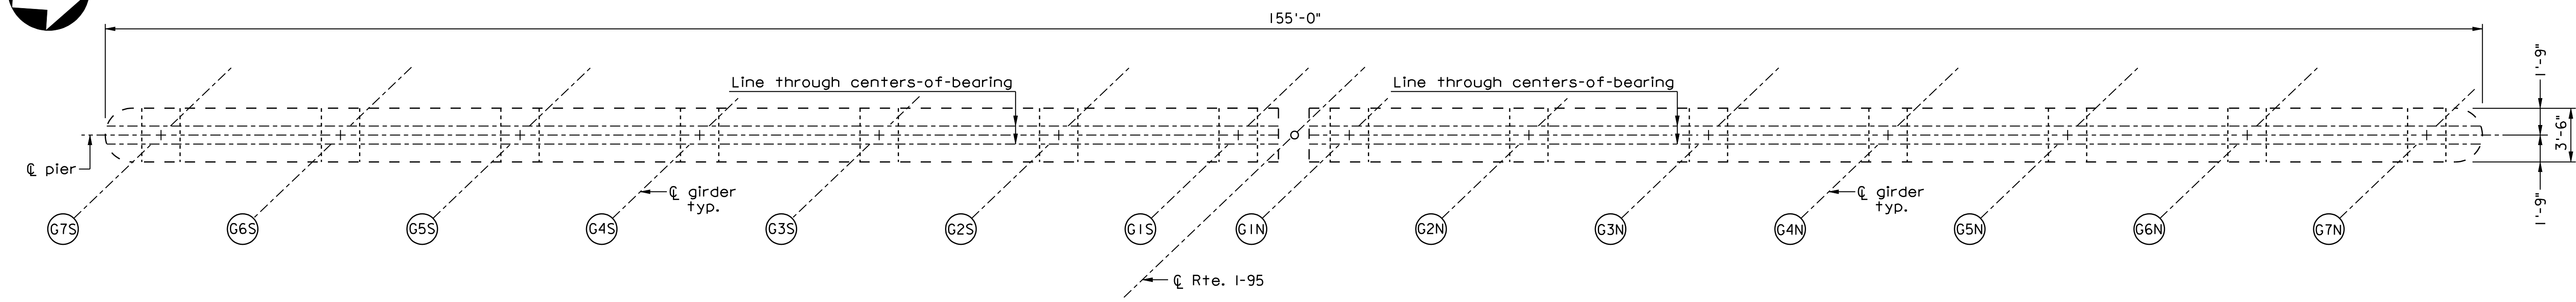 155'-0"
1'-9"
Line through centers-of-bearing
Line through centers-of-bearing
3'-6"
℄ pier
℄ girder
typ.
℄ girder
typ.
1'-9"
G7S
G6S
G5S
G4S
G3S
G2S
G1S
G1N
G2N
G3N
G4N
G5N
G6N
G7N
℄ Rte. I-95